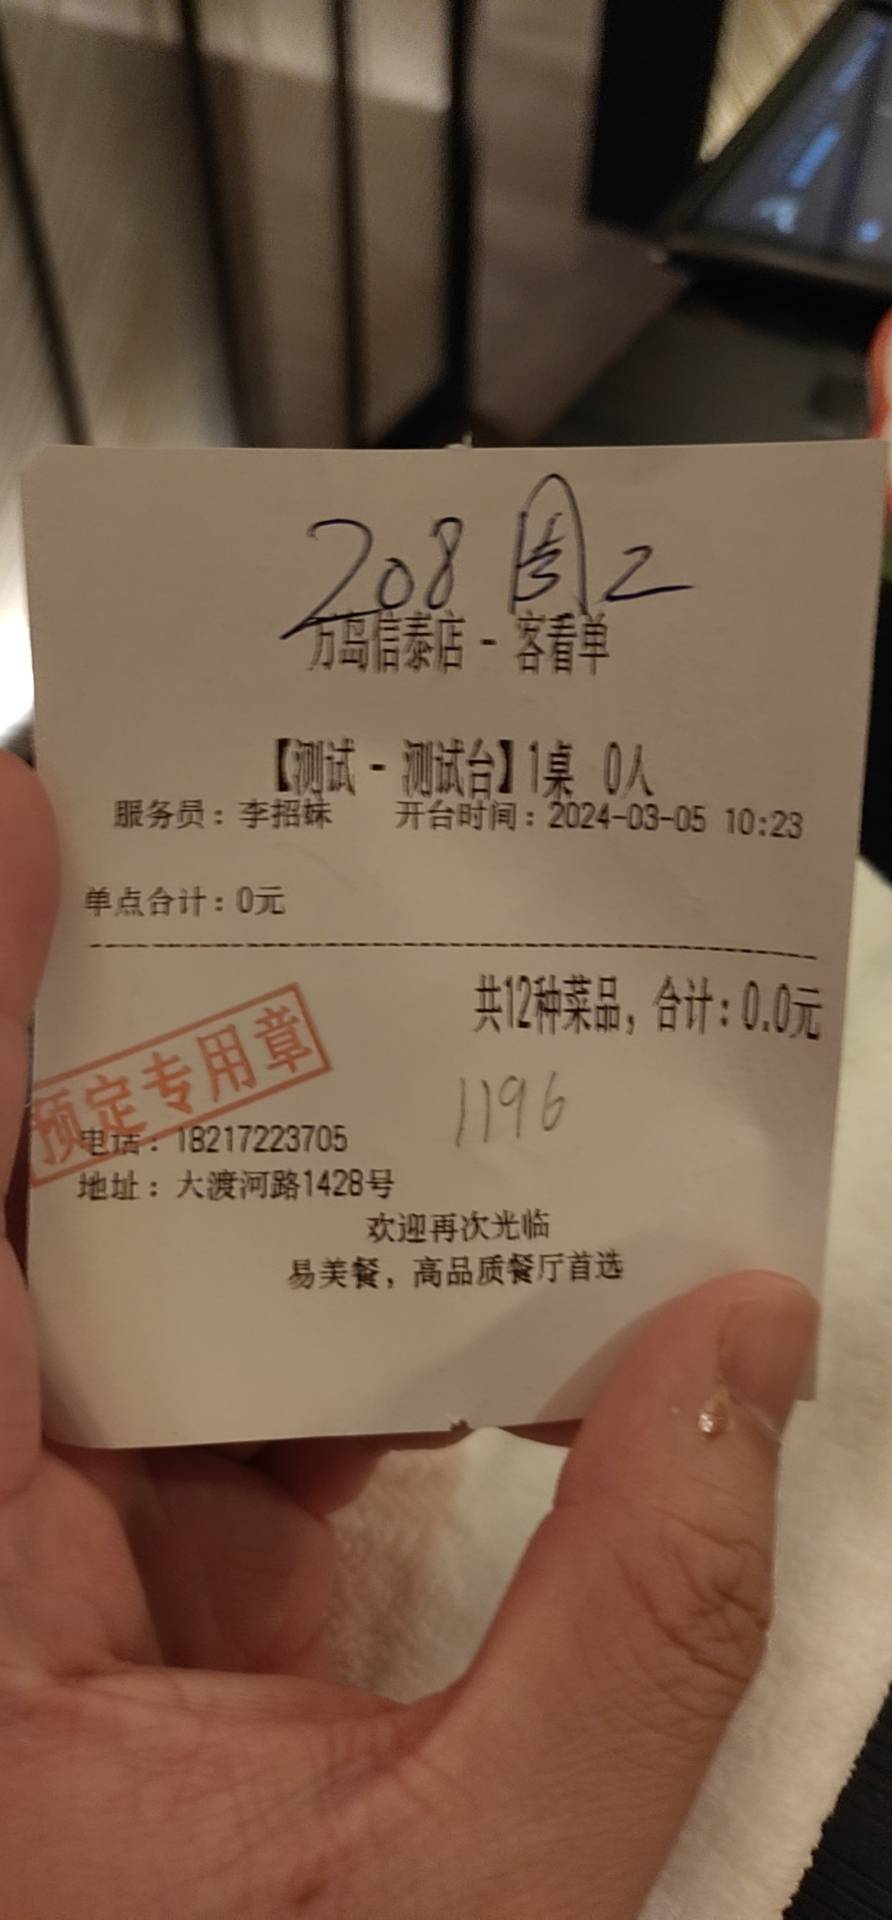 208 周二
万岛信泰店 - 客看单
【测试 - 测试台】1桌 0人
服务员：李招妹 开台时间：2024-03-05 10:23
单点合计：0元
共12种菜品，合计：0.0元
预定专用章
1196
电话：18217223705
地址：大渡河路1428号
欢迎再次光临
易美餐，高品质餐厅首选